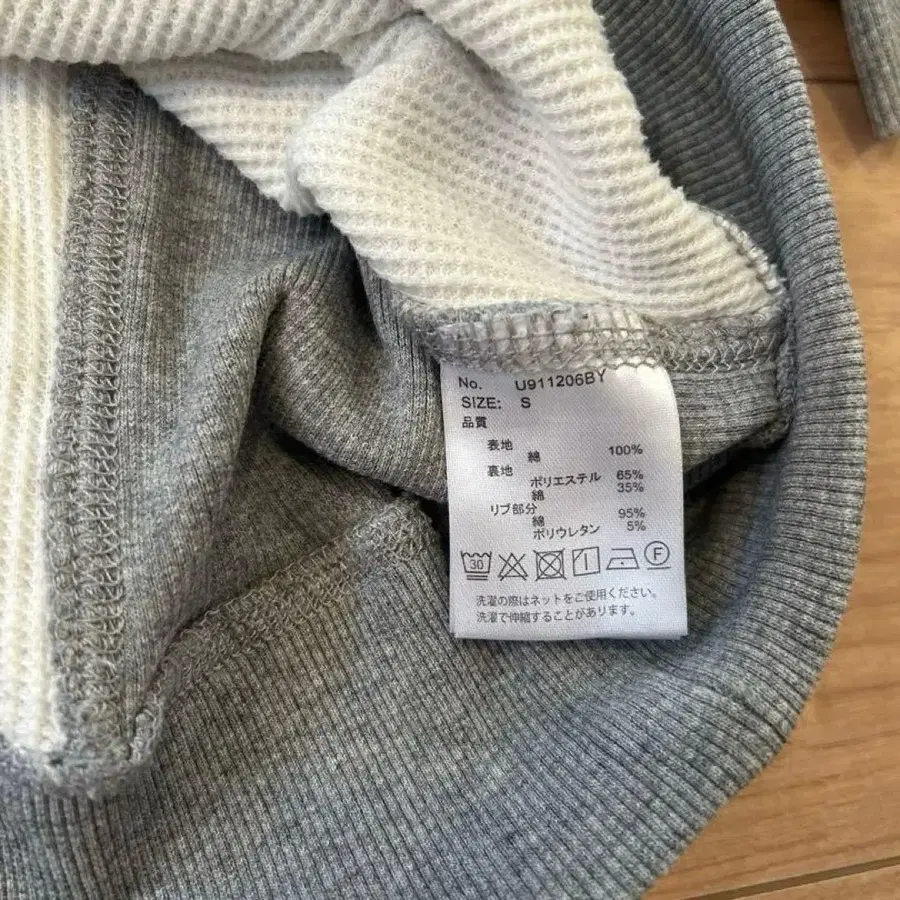 No. U911206BY
SIZE: S
品質
表地
綿 100%
裏地
ポリエステル 65%
綿 35%
リブ部分
綿 95%
ポリウレタン 5%
30 F
洗濯の際はネットをご使用ください。
洗濯で伸縮することがあります。